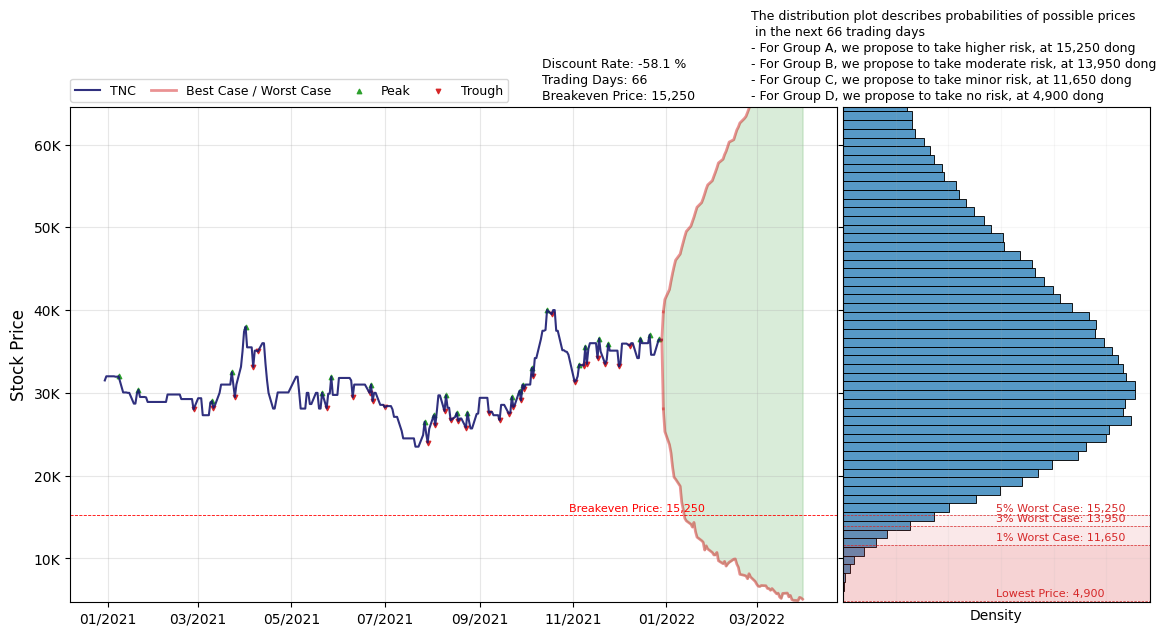 The distribution plot describes probabilities of possible prices
in the next 66 trading days
- For Group A, we propose to take higher risk, at 15,250 dong
- For Group B, we propose to take moderate risk, at 13,950 dong
- For Group C, we propose to take minor risk, at 11,650 dong
- For Group D, we propose to take no risk, at 4,900 dong
Discount Rate: -58.1 %
Trading Days: 66
Breakeven Price: 15,250
TNC
Best Case / Worst Case
Peak
Trough
Stock Price
60K
50K
40K
30K
20K
10K
Breakeven Price: 15,250
5% Worst Case: 15,250
3% Worst Case: 13,950
1% Worst Case: 11,650
Lowest Price: 4,900
01/2021
03/2021
05/2021
07/2021
09/2021
11/2021
01/2022
03/2022
Density